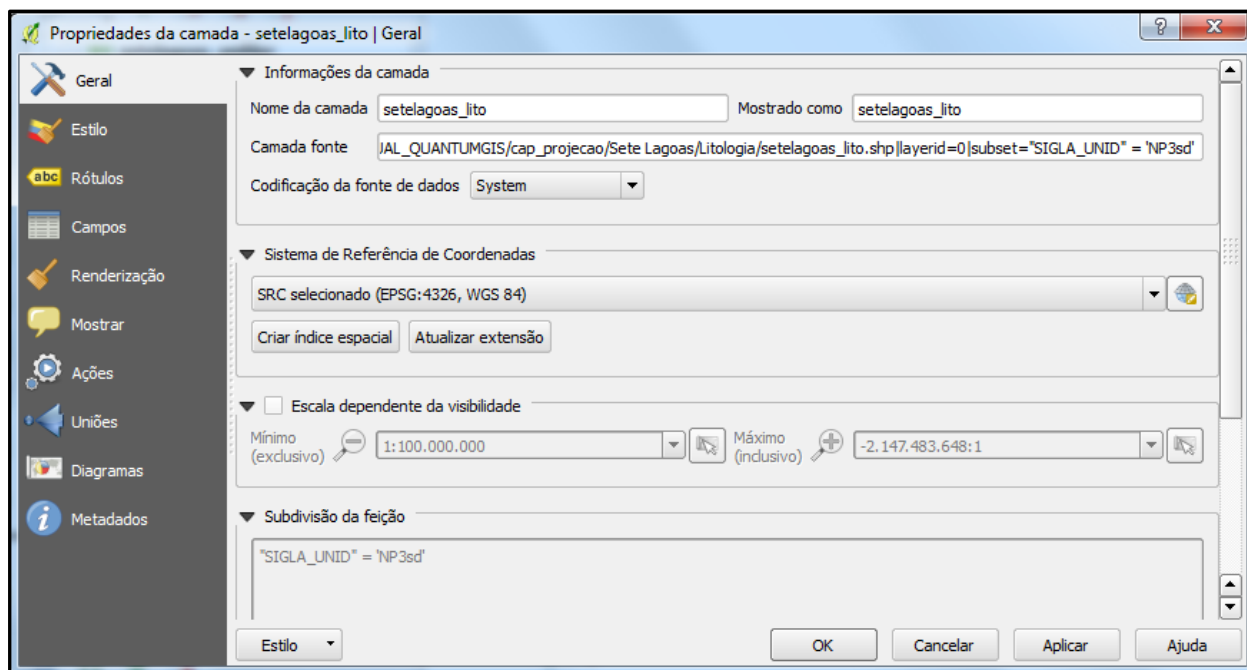 Propriedades da camada - setelagoas_lito | Geral
Geral
Estilo
abc Rótulos
Campos
Renderização
Mostrar
Ações
Uniões
Diagramas
Metadados
Informações da camada
Nome da camada setelagoas_lito Mostrado como setelagoas_lito
Camada fonte JAL_QUANTUMGIS/cap_projecao/Sete Lagoas/Litologia/setelagoas_lito.shp|layerid=0|subset="SIGLA_UNID" = 'NP3sd'
Codificação da fonte de dados System
Sistema de Referência de Coordenadas
SRC selecionado (EPSG:4326, WGS 84)
Criar índice espacial Atualizar extensão
Escala dependente da visibilidade
Mínimo (exclusivo) 1:100.000.000 Máximo (inclusivo) -2.147.483.648:1
Subdivisão da feição
"SIGLA_UNID" = 'NP3sd'
Estilo OK Cancelar Aplicar Ajuda